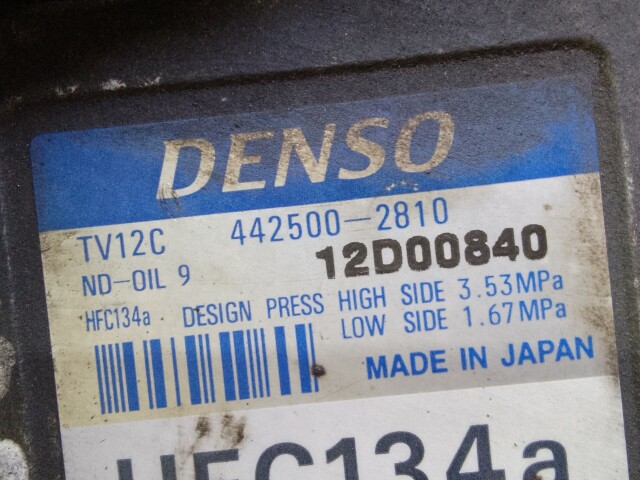 DENSO
TV12C 442500-2810
ND-OIL 9 12D00840
HFC134a DESIGN PRESS HIGH SIDE 3.53MPa
LOW SIDE 1.67MPa
MADE IN JAPAN
HFC134a